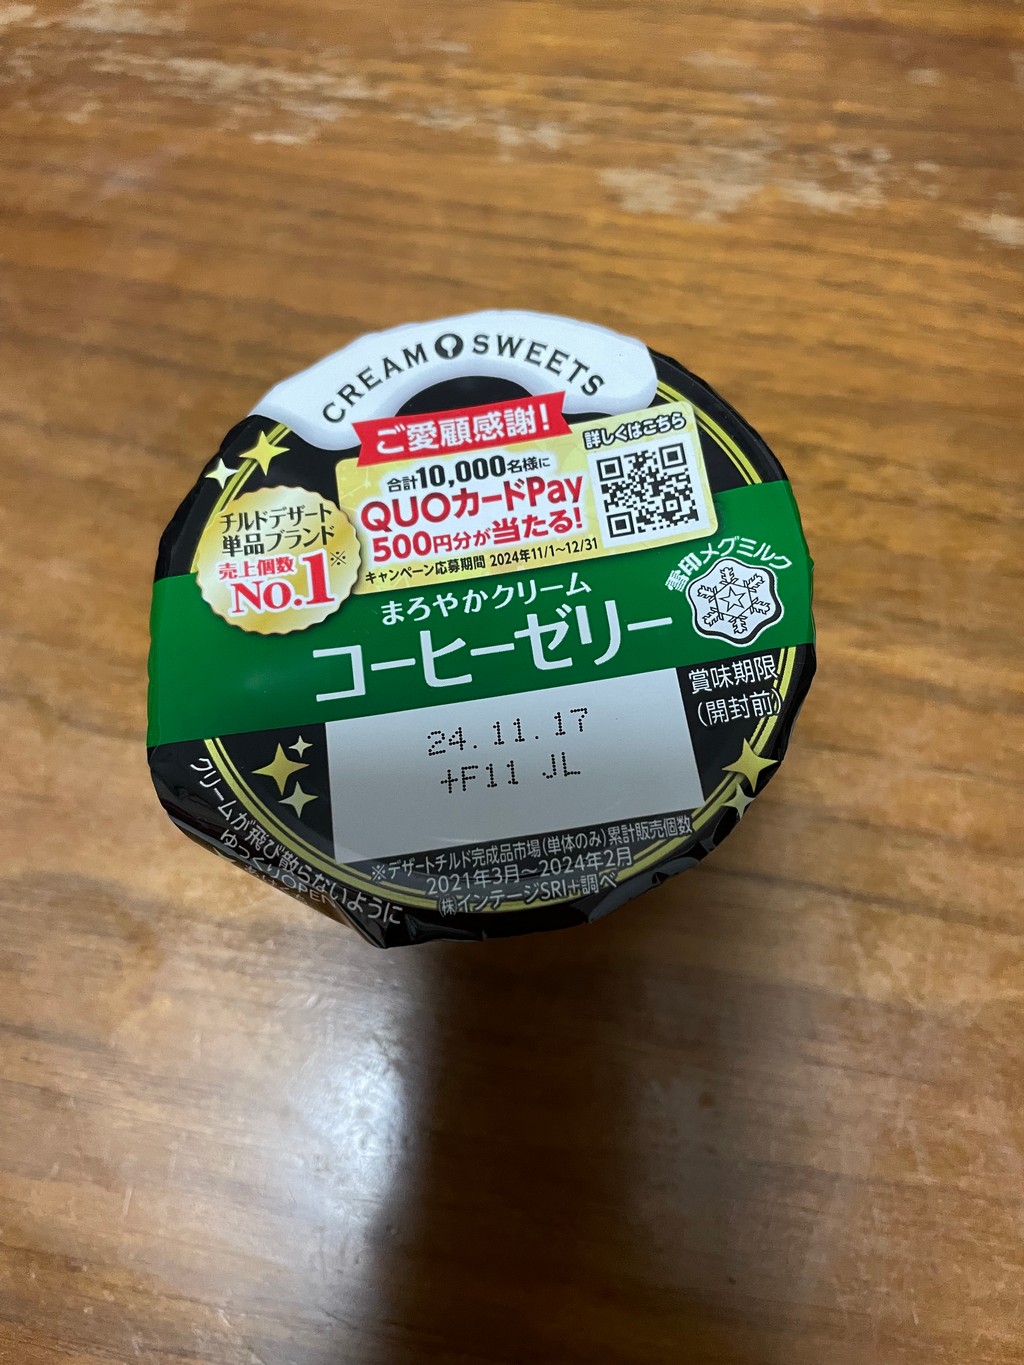 CREAM SWEETS
ご愛顧感謝!
詳しくはこちら
合計10,000名様に
QUOカードPay
500円分が当たる!
キャンペーン応募期間 2024年11/1~12/31
チルドデザート
単品ブランド
売上個数※
No.1
雪印メグミルク
まろやかクリーム
コーヒーゼリー
賞味期限
(開封前)
24.11.17
+F11 JL
※デザートチルド完成品市場(単体のみ)累計販売個数
2021年3月~2024年2月
(株)インテージSRI+調べ
クリームが飛び散らないように
ゆっくり
OPEN